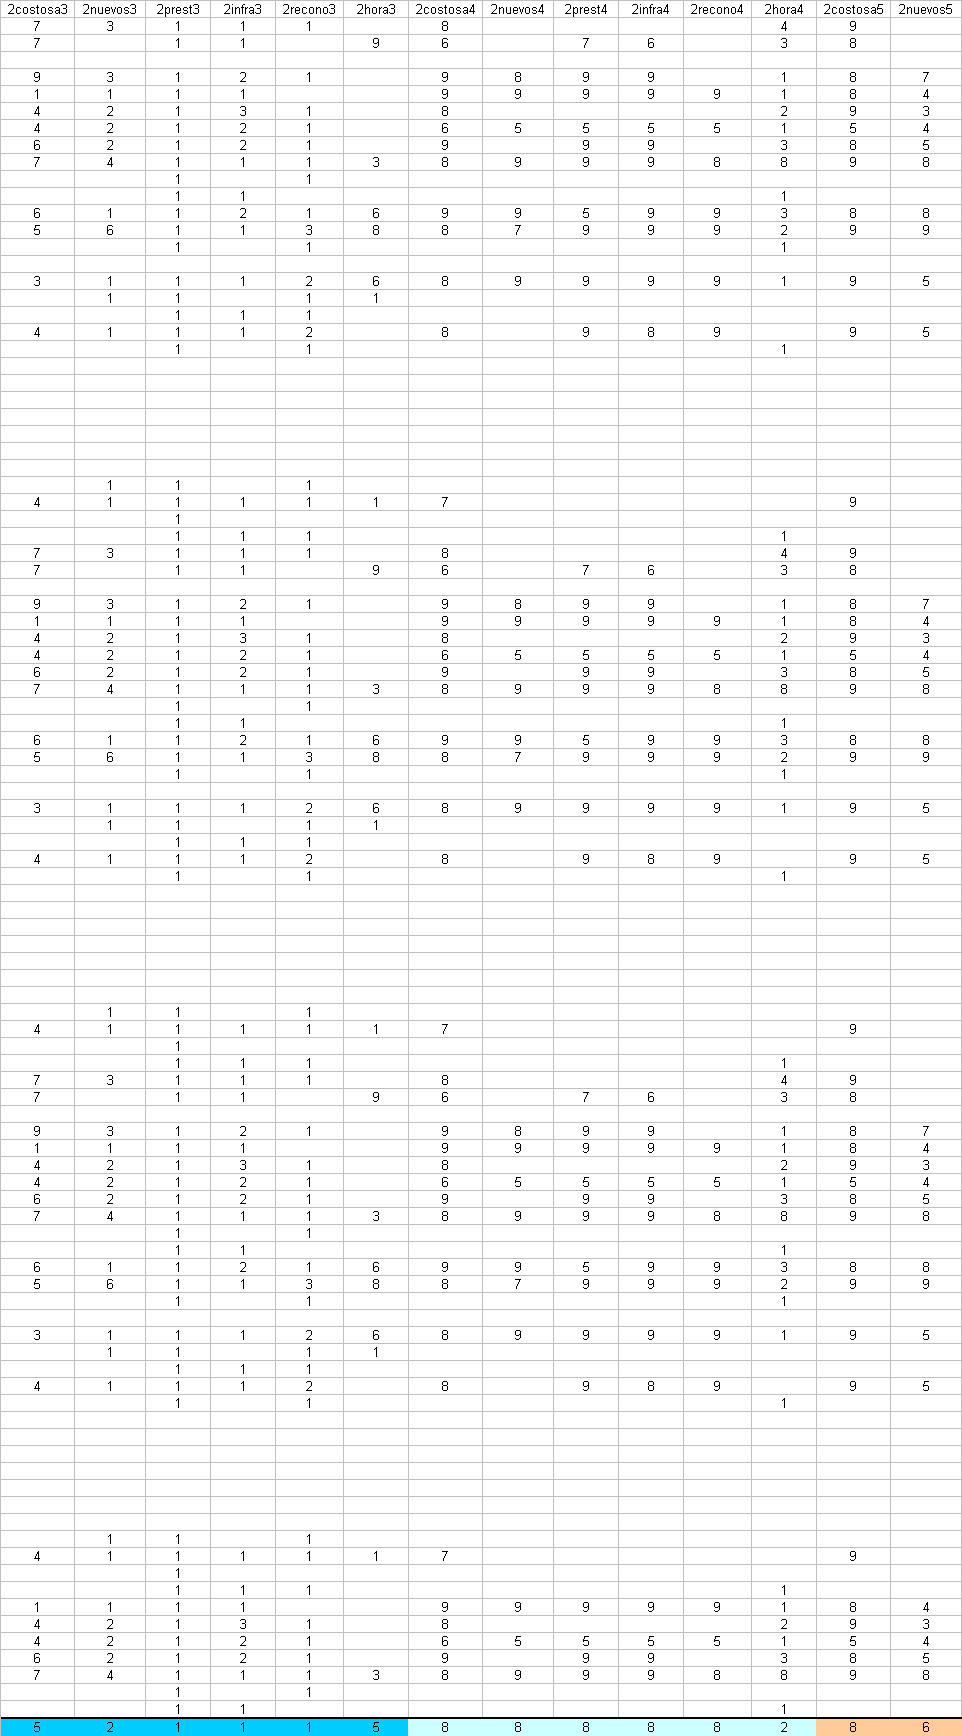 2costosa3 2nuevos3 2prest3 2infra3 2recono3 2hora3 2costosa4 2nuevos4 2prest4 2infra4 2recono4 2hora4 2costosa5 2nuevos5
7 3 1 1 1 8 4 9
7 1 1 9 6 7 6 3 8
9 3 1 2 1 9 8 9 9 1 8 7
1 1 1 1 9 9 9 9 9 1 8 4
4 2 1 3 1 8 2 9 3
4 2 1 2 1 6 5 5 5 5 1 5 4
6 2 1 2 1 9 9 9 3 8 5
7 4 1 1 1 3 8 9 9 9 8 8 9 8
1 1
1 1 1
6 1 1 2 1 6 9 9 5 9 9 3 8 8
5 6 1 1 3 8 8 7 9 9 9 2 9 9
1 1 1
3 1 1 1 2 6 8 9 9 9 9 1 9 5
1 1 1 1
1 1 1
4 1 1 1 2 8 9 8 9 9 5
1 1 1
1 1 1
4 1 1 1 1 1 7 9
1
1 1 1 1
7 3 1 1 1 8 4 9
7 1 1 9 6 7 6 3 8
9 3 1 2 1 9 8 9 9 1 8 7
1 1 1 1 9 9 9 9 9 1 8 4
4 2 1 3 1 8 2 9 3
4 2 1 2 1 6 5 5 5 5 1 5 4
6 2 1 2 1 9 9 9 3 8 5
7 4 1 1 1 3 8 9 9 9 8 8 9 8
1 1
1 1 1
6 1 1 2 1 6 9 9 5 9 9 3 8 8
5 6 1 1 3 8 8 7 9 9 9 2 9 9
1 1 1
3 1 1 1 2 6 8 9 9 9 9 1 9 5
1 1 1 1
1 1 1
4 1 1 1 2 8 9 8 9 9 5
1 1 1
1 1 1
4 1 1 1 1 1 7 9
1
1 1 1 1
7 3 1 1 1 8 4 9
7 1 1 9 6 7 6 3 8
9 3 1 2 1 9 8 9 9 1 8 7
1 1 1 1 9 9 9 9 9 1 8 4
4 2 1 3 1 8 2 9 3
4 2 1 2 1 6 5 5 5 5 1 5 4
6 2 1 2 1 9 9 9 3 8 5
7 4 1 1 1 3 8 9 9 9 8 8 9 8
1 1
1 1 1
6 1 1 2 1 6 9 9 5 9 9 3 8 8
5 6 1 1 3 8 8 7 9 9 9 2 9 9
1 1 1
3 1 1 1 2 6 8 9 9 9 9 1 9 5
1 1 1 1
1 1 1
4 1 1 1 2 8 9 8 9 9 5
1 1 1
1 1 1
4 1 1 1 1 1 7 9
1
1 1 1 1
1 1 1 1 9 9 9 9 9 1 8 4
4 2 1 3 1 8 2 9 3
4 2 1 2 1 6 5 5 5 5 1 5 4
6 2 1 2 1 9 9 9 3 8 5
7 4 1 1 1 3 8 9 9 9 8 8 9 8
1 1
1 1 1
5 2 1 1 1 5 8 8 8 8 8 2 8 6